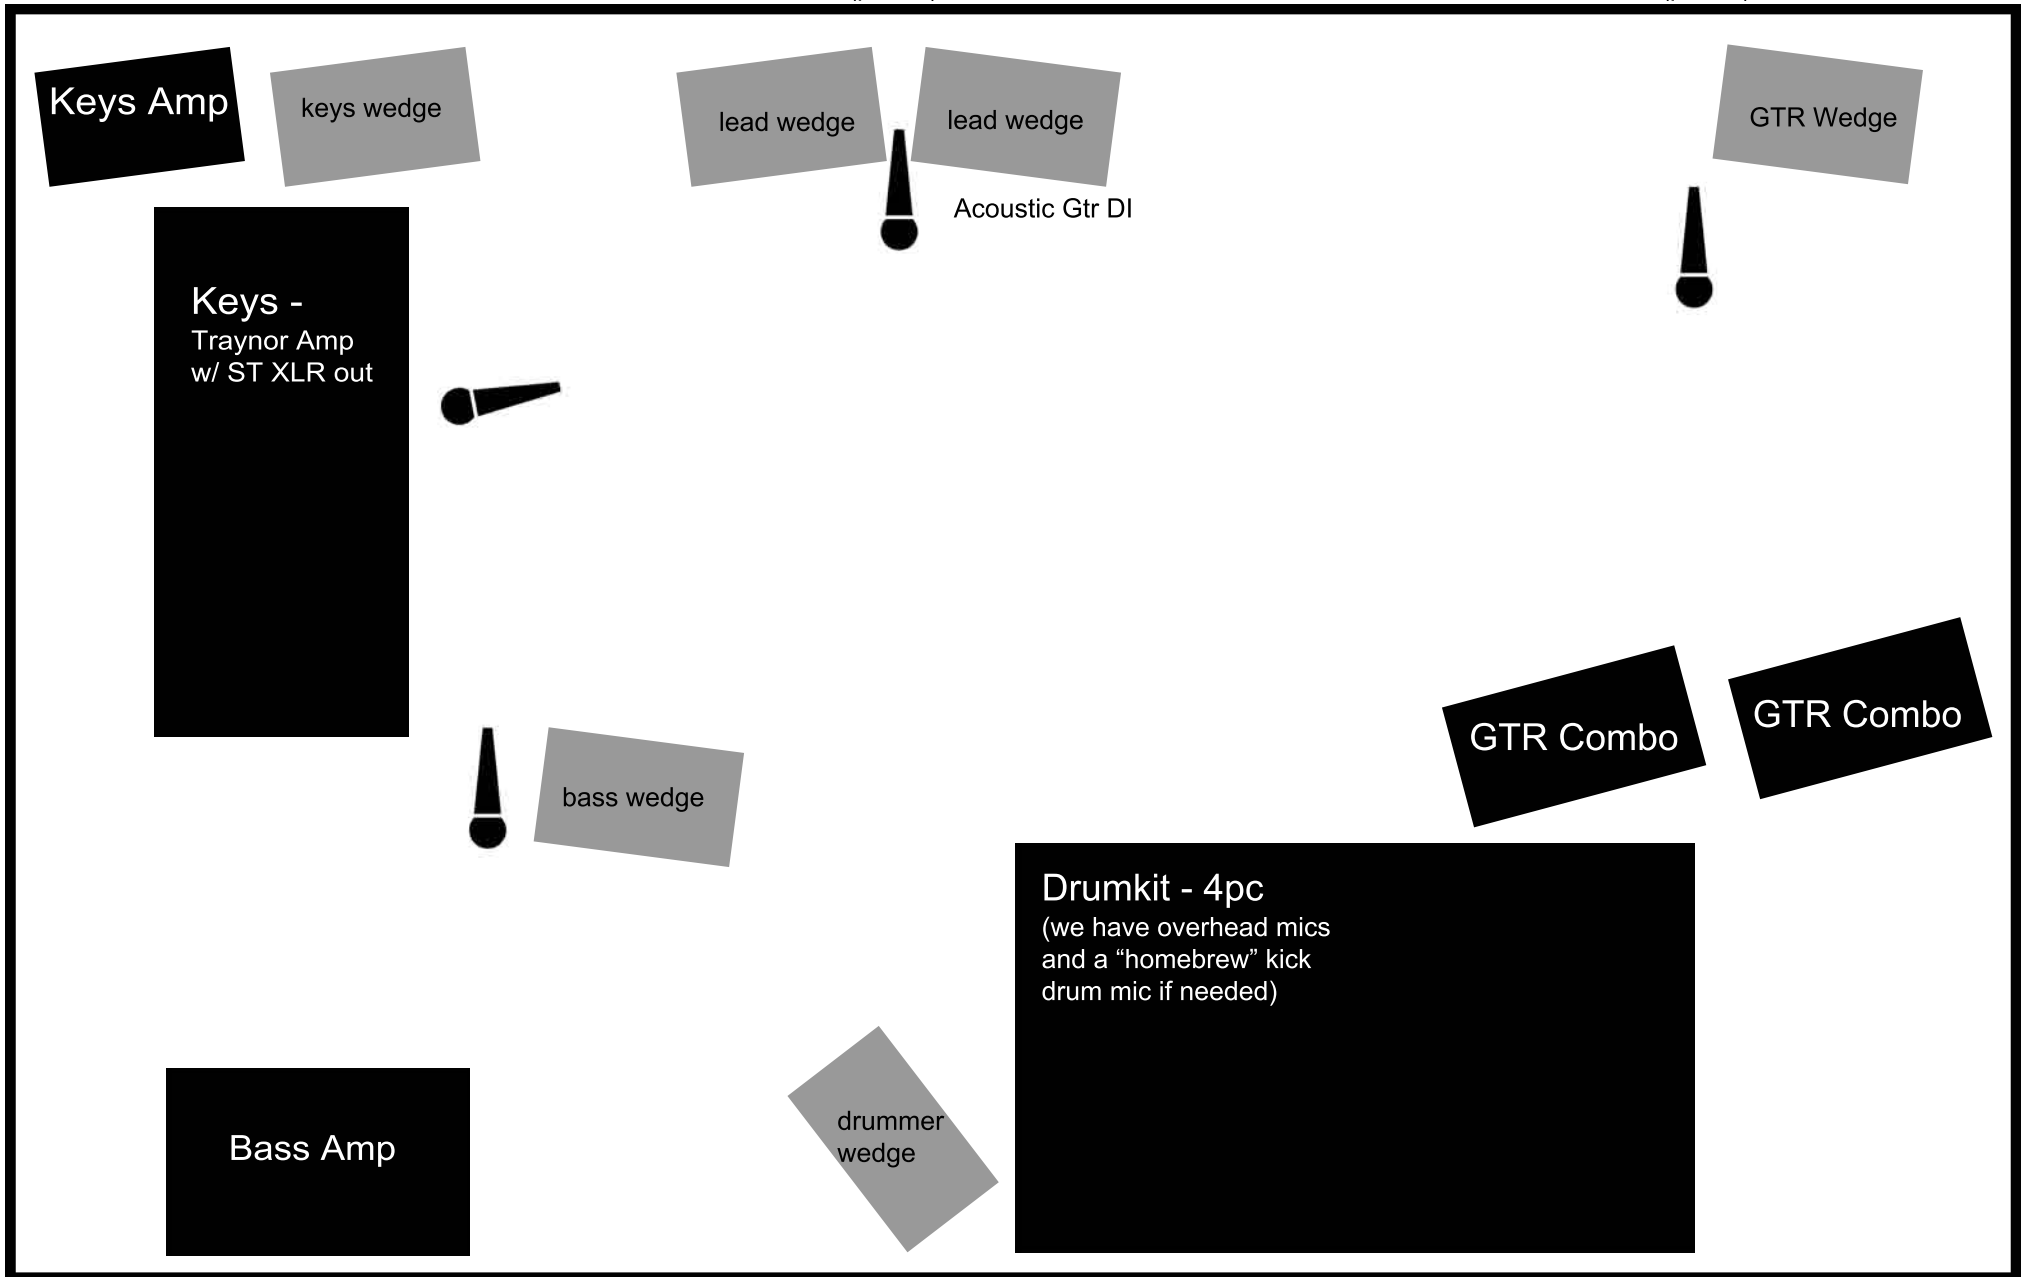 Keys Amp
keys wedge
lead wedge
lead wedge
GTR Wedge
Acoustic Gtr DI
Keys -
Traynor Amp
w/ ST XLR out
GTR Combo
GTR Combo
bass wedge
Drumkit - 4pc
(we have overhead mics
and a “homebrew” kick
drum mic if needed)
drummer
wedge
Bass Amp